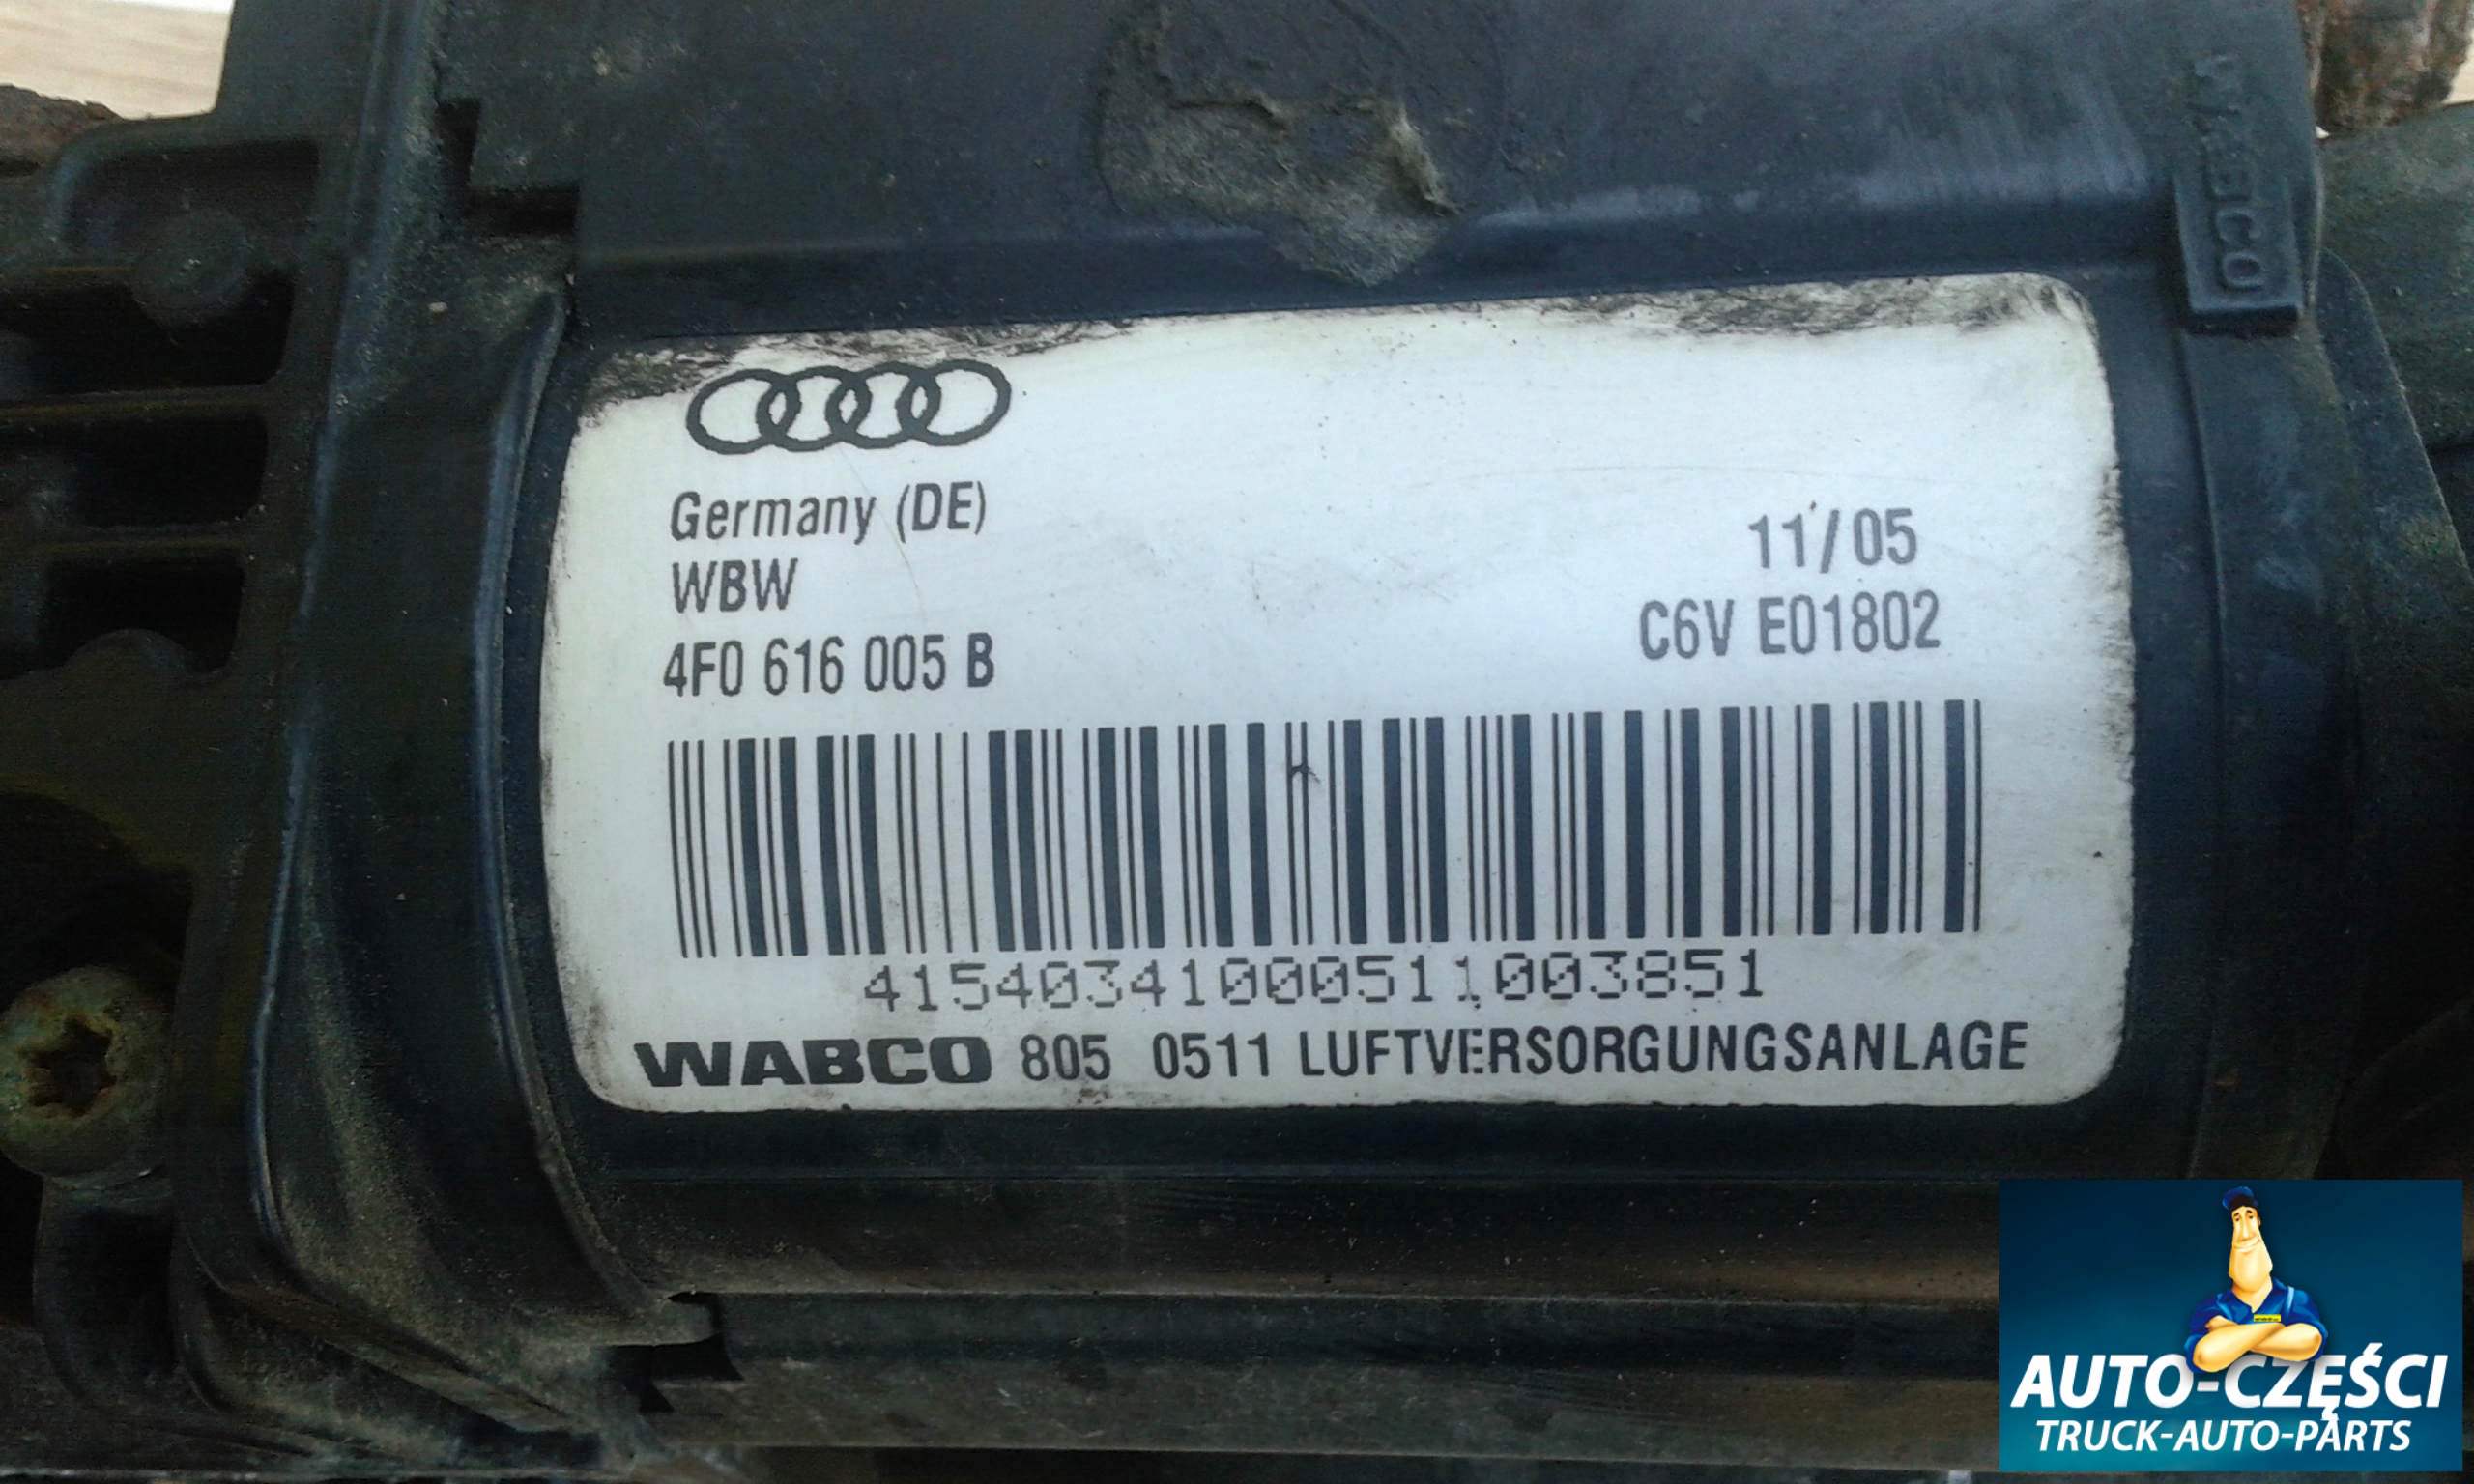 WABCO
Germany (DE)
WBW
4F0 616 005 B
11/05
C6V E01802
41540341000511003851
WABCO 805 0511 LUFTVERSORGUNGSANLAGE
AUTO-CZĘŚCI
TRUCK-AUTO-PARTS